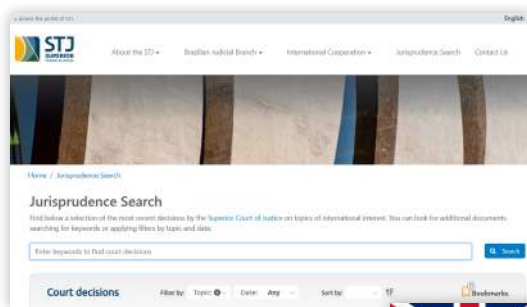 English
STJ
SUPERIOR
About the STJ
Brazilian Judicial Branch
International Cooperation
Jurisprudence Search
Contact Us
Home / Jurisprudence Search
Jurisprudence Search
Find below a selection of the most recent decisions by the Superior Court of Justice on topics of international interest. You can look for additional documents
searching for keywords or applying filters by topic and date.
Enter keywords to find court decisions
Search
Court decisions
Filter by: Topic: Date: Any Sort by:
Bookmarks